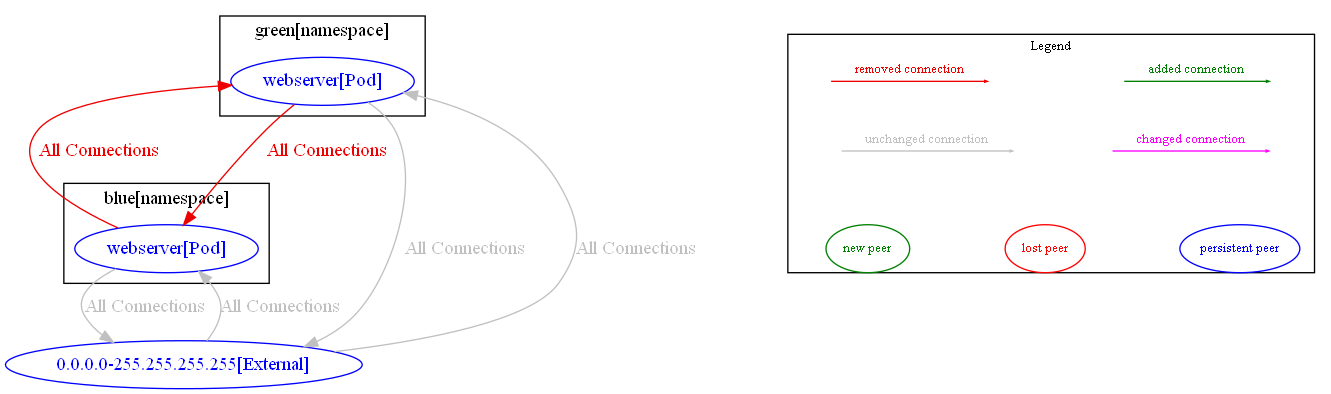 green[namespace]
webserver[Pod]
All Connections
All Connections
blue[namespace]
webserver[Pod]
All Connections
All Connections
All Connections
All Connections
0.0.0.0-255.255.255.255[External]
Legend
removed connection
added connection
unchanged connection
changed connection
new peer
lost peer
persistent peer